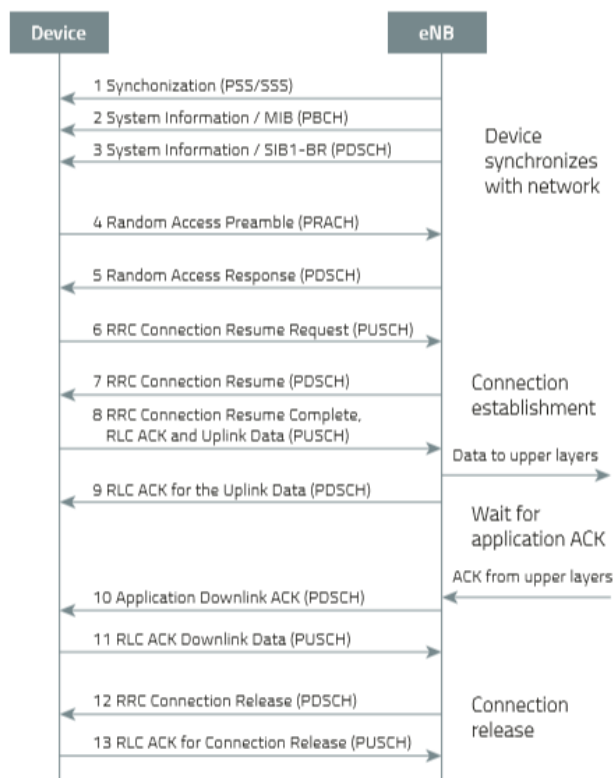 Device
eNB
1 Synchonization (PSS/SSS)
2 System Information / MIB (PBCH)
3 System Information / SIB1-BR (PDSCH)
Device
synchronizes
with network
4 Random Access Preamble (PRACH)
5 Random Access Response (PDSCH)
6 RRC Connection Resume Request (PUSCH)
7 RRC Connection Resume (PDSCH)
Connection
establishment
8 RRC Connection Resume Complete,
RLC ACK and Uplink Data (PUSCH)
Data to upper layers
9 RLC ACK for the Uplink Data (PDSCH)
Wait for
application ACK
ACK from upper layers
10 Application Downlink ACK (PDSCH)
11 RLC ACK Downlink Data (PUSCH)
12 RRC Connection Release (PDSCH)
Connection
release
13 RLC ACK for Connection Release (PUSCH)